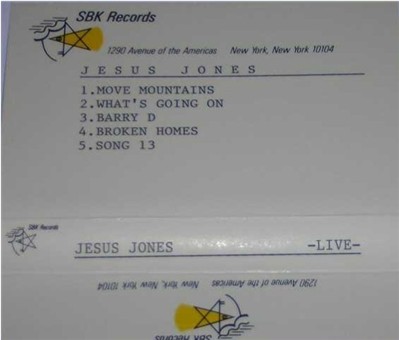 SBK Records
1290 Avenue of the Americas New York, New York 10104
JESUS JONES
1.MOVE MOUNTAINS
2.WHAT'S GOING ON
3.BARRY D
4.BROKEN HOMES
5.SONG 13
SBK Records
JESUS JONES -LIVE-
1290 Avenue of the Americas New York, New York 10104